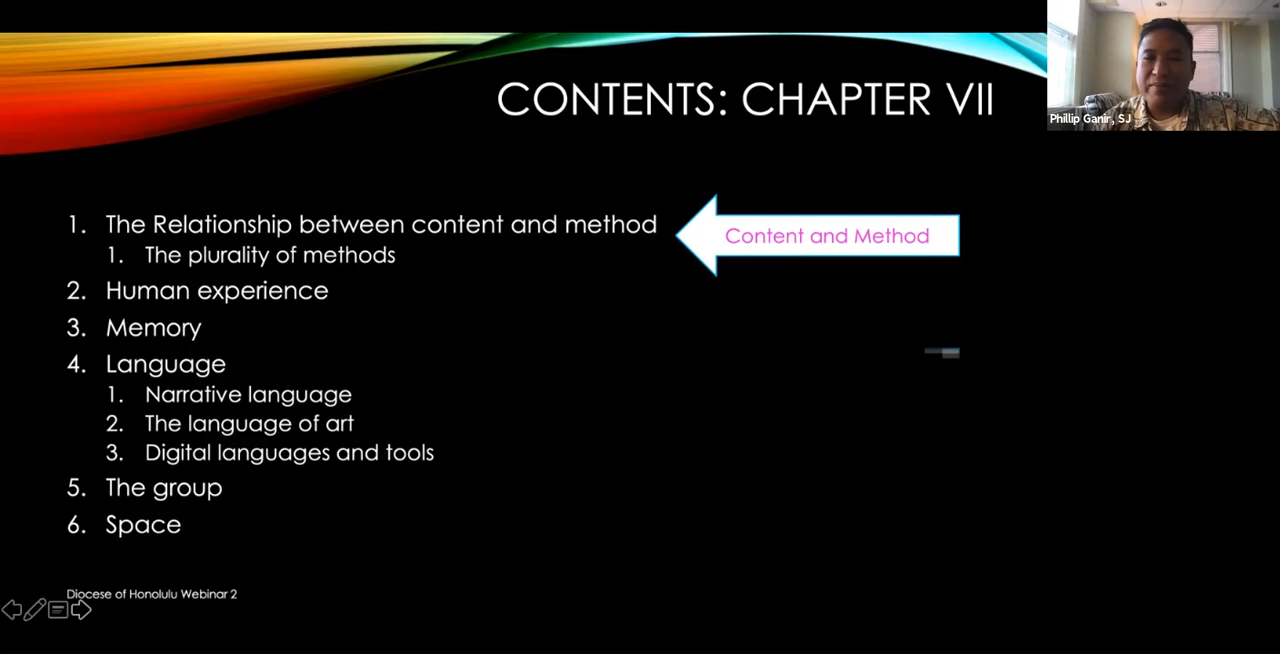 CONTENTS: CHAPTER VII
Phillip Ganir, SJ
1. The Relationship between content and method
1. The plurality of methods
Content and Method
2. Human experience
3. Memory
4. Language
1. Narrative language
2. The language of art
3. Digital languages and tools
5. The group
6. Space
Diocese of Honolulu Webinar 2